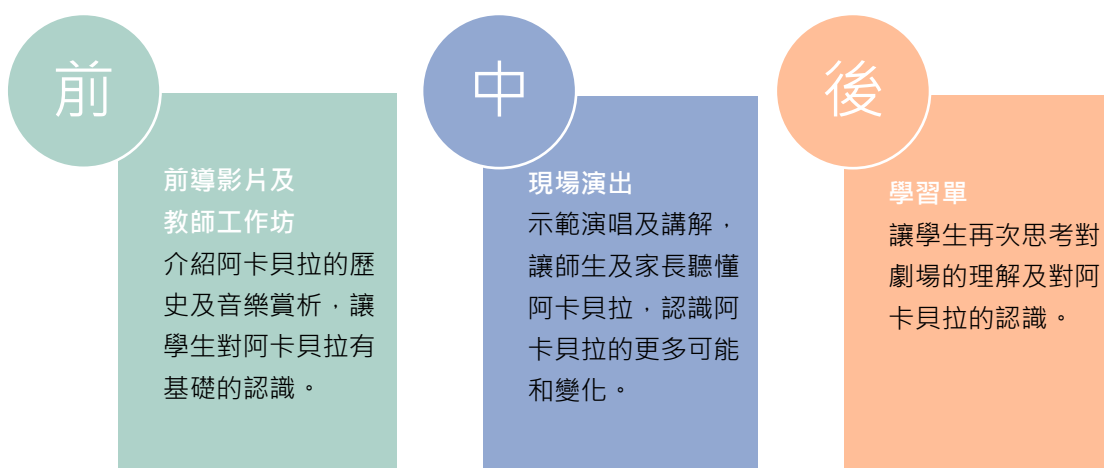 前
前導影片及
教師工作坊
介紹阿卡貝拉的歷
史及音樂賞析，讓
學生對阿卡貝拉有
基礎的認識。
中
現場演出
示範演唱及講解，
讓師生及家長聽懂
阿卡貝拉，認識阿
卡貝拉的更多可能
和變化。
後
學習單
讓學生再次思考對
劇場的理解及對阿
卡貝拉的認識。